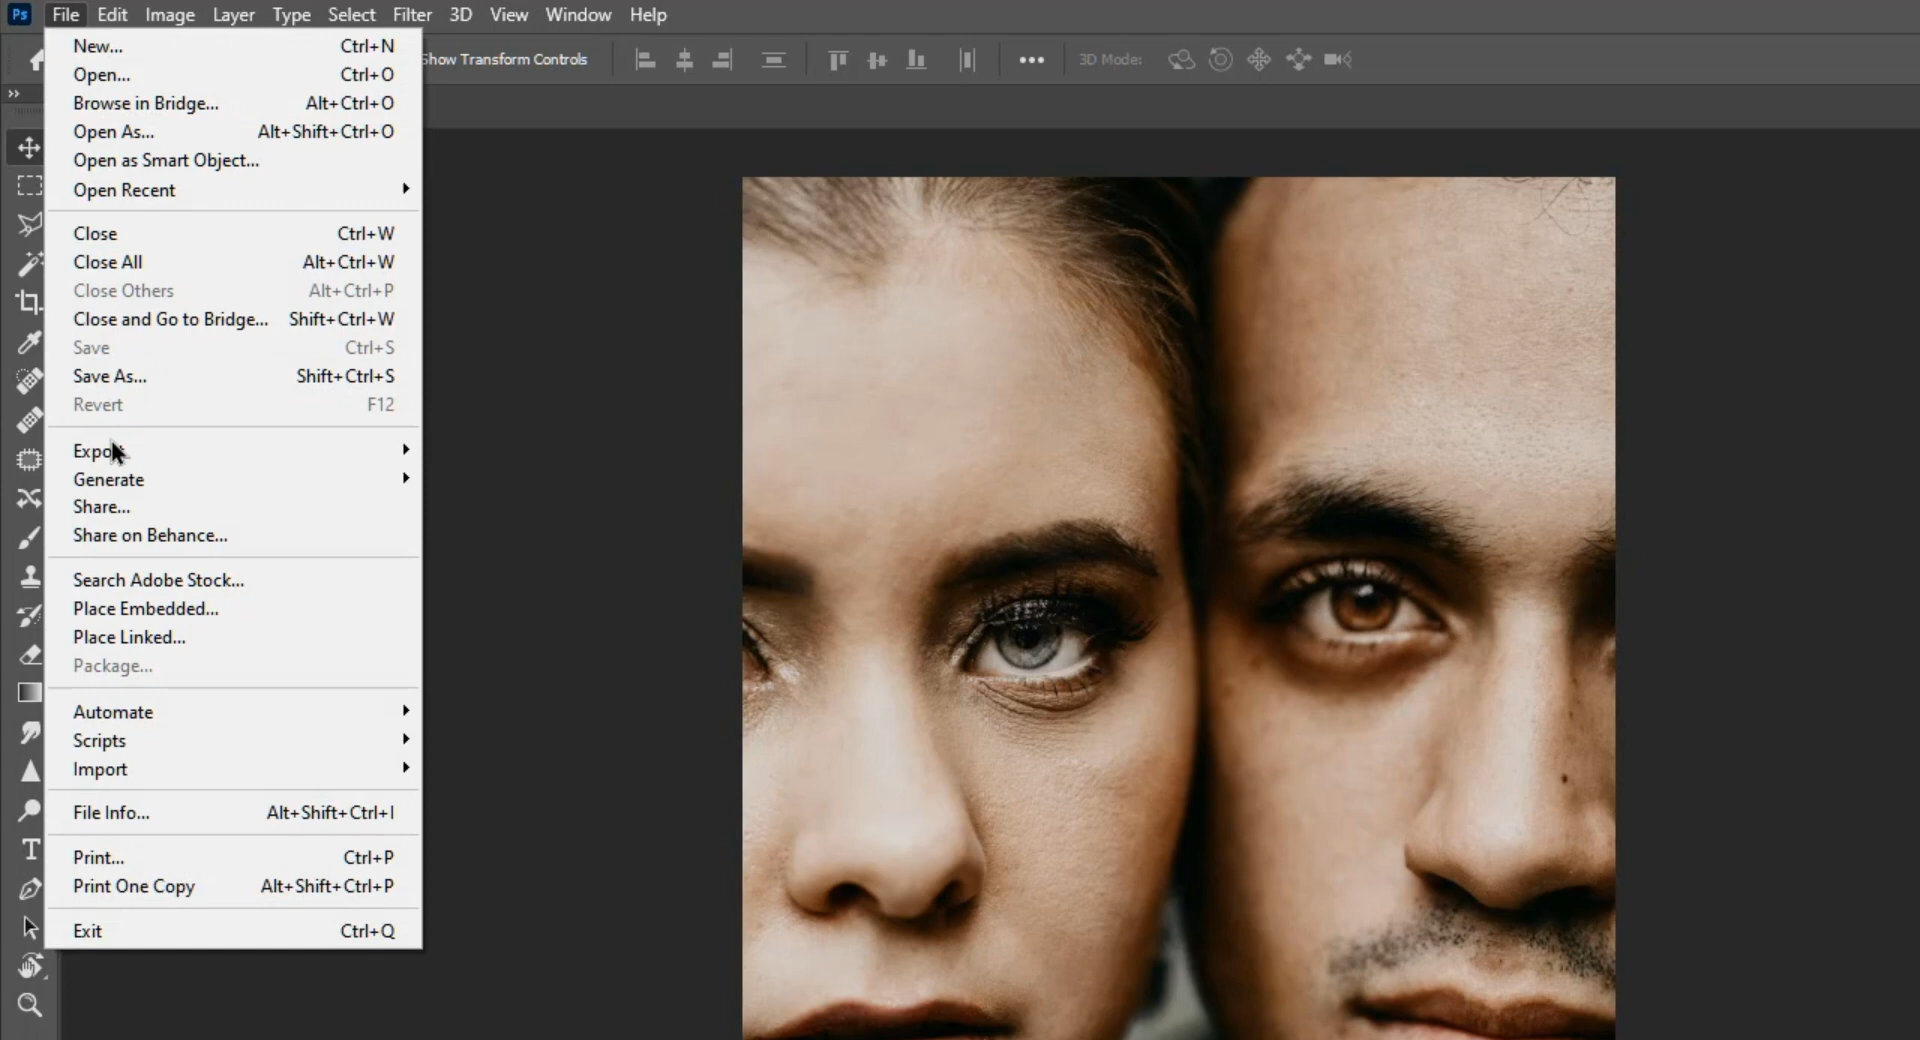 Ps File Edit Image Layer Type Select Filter 3D View Window Help
Show Transform Controls 3D Mode:
New... Ctrl+N
Open... Ctrl+O
Browse in Bridge... Alt+Ctrl+O
Open As... Alt+Shift+Ctrl+O
Open as Smart Object...
Open Recent
Close Ctrl+W
Close All Alt+Ctrl+W
Close Others Alt+Ctrl+P
Close and Go to Bridge... Shift+Ctrl+W
Save Ctrl+S
Save As... Shift+Ctrl+S
Revert F12
Export
Generate
Share...
Share on Behance...
Search Adobe Stock...
Place Embedded...
Place Linked...
Package...
Automate
Scripts
Import
File Info... Alt+Shift+Ctrl+I
Print... Ctrl+P
Print One Copy Alt+Shift+Ctrl+P
Exit Ctrl+Q